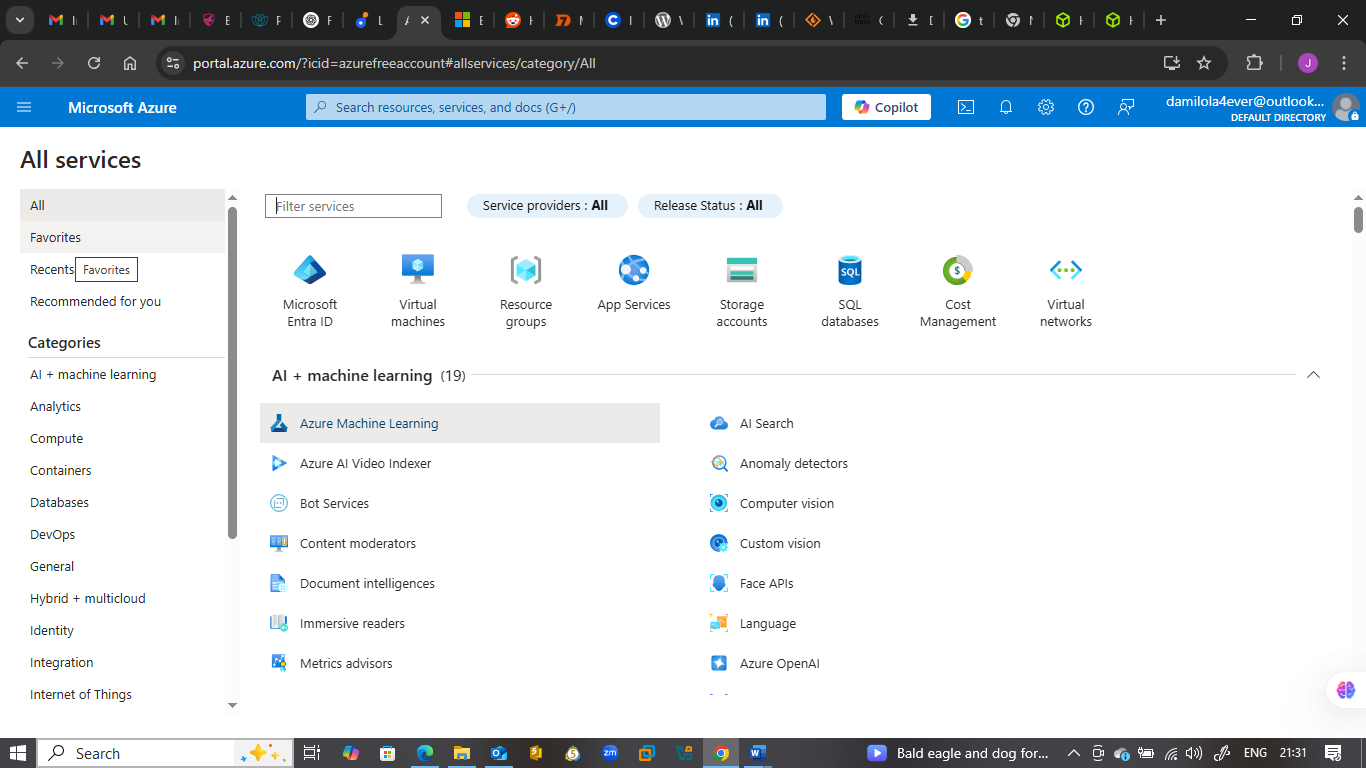 portal.azure.com/?icid=azurefreeaccount#allservices/category/All
J
Microsoft Azure
Search resources, services, and docs (G+/)
Copilot
damilola4ever@outlook...
DEFAULT DIRECTORY
All services
All
Favorites
Recents
Favorites
Recommended for you
Categories
AI + machine learning
Analytics
Compute
Containers
Databases
DevOps
General
Hybrid + multicloud
Identity
Integration
Internet of Things
Filter services
Service providers : All
Release Status : All
Microsoft
Entra ID
Virtual
machines
Resource
groups
App Services
Storage
accounts
SQL
SQL
databases
Cost
Management
Virtual
networks
AI + machine learning (19)
Azure Machine Learning
AI Search
Azure AI Video Indexer
Anomaly detectors
Bot Services
Computer vision
Content moderators
Custom vision
Document intelligences
Face APIs
Immersive readers
Language
Metrics advisors
Azure OpenAI
Search
zm
Bald eagle and dog for...
ENG
21:31